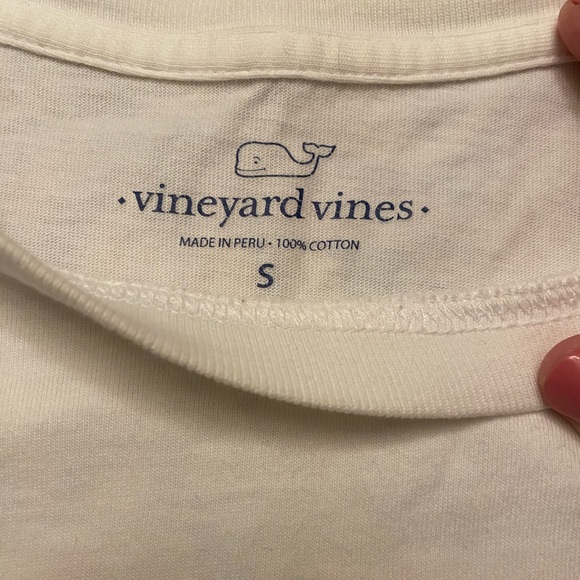 • vineyard vines •
MADE IN PERU • 100% COTTON
S